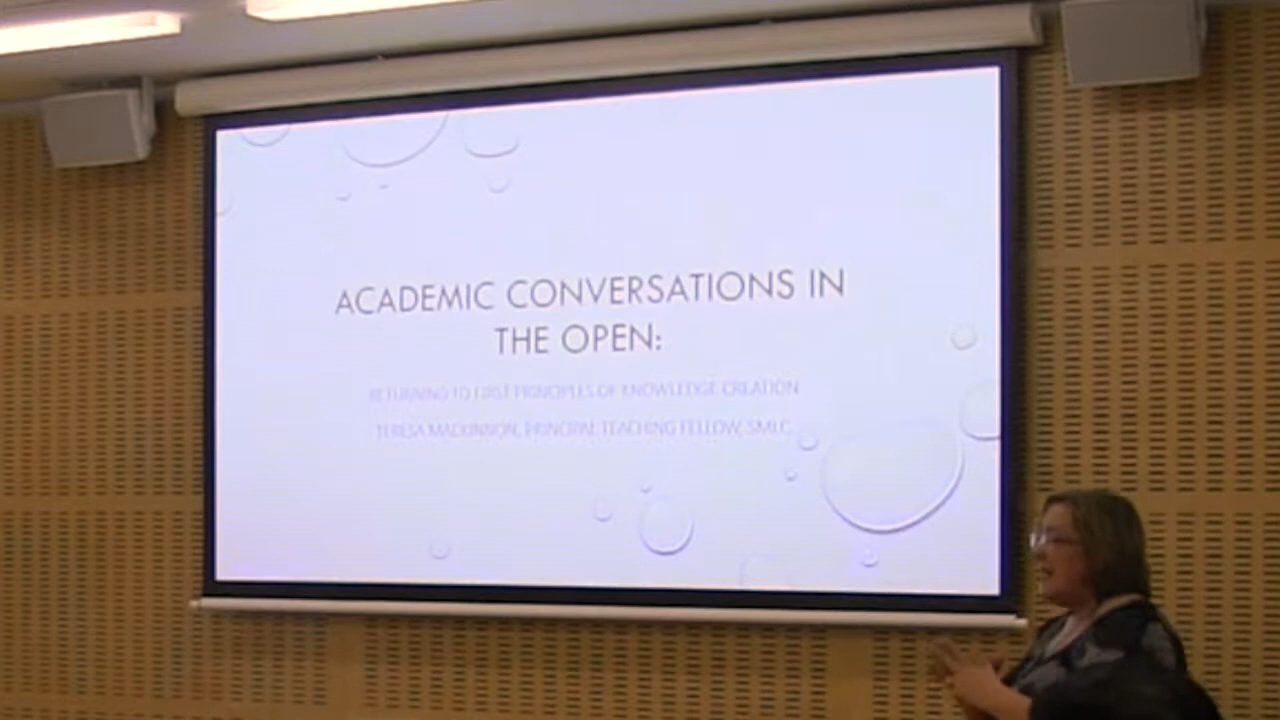 ACADEMIC CONVERSATIONS IN
THE OPEN:
RETURNING TO FIRST PRINCIPLES OF KNOWLEDGE CREATION
TERESA MACKINNON, PRINCIPAL TEACHING FELLOW, SMLC